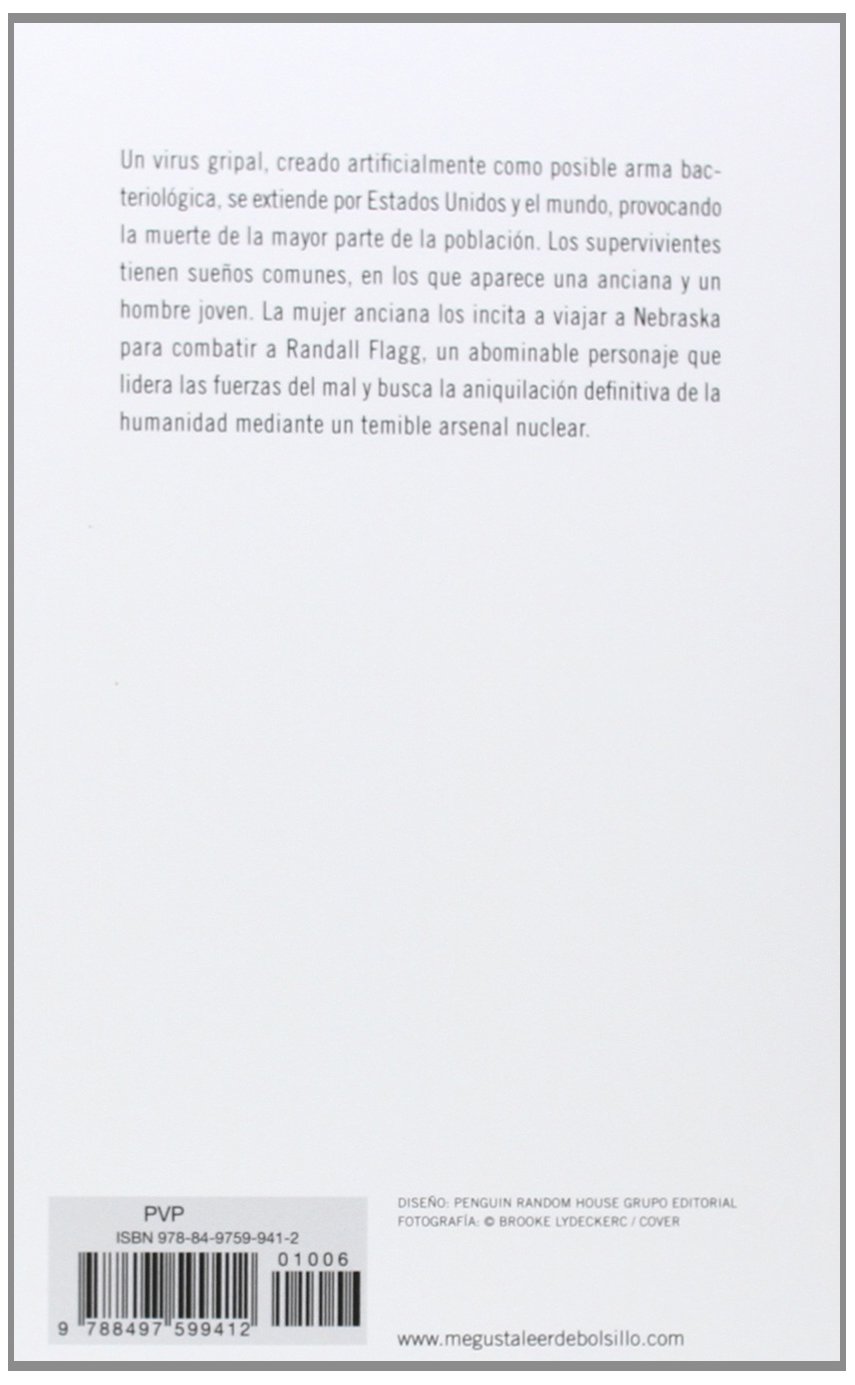 Un virus gripal, creado artificialmente como posible arma bac-
teriológica, se extiende por Estados Unidos y el mundo, provocando
la muerte de la mayor parte de la población. Los supervivientes
tienen sueños comunes, en los que aparece una anciana y un
hombre joven. La mujer anciana los incita a viajar a Nebraska
para combatir a Randall Flagg, un abominable personaje que
lidera las fuerzas del mal y busca la aniquilación definitiva de la
humanidad mediante un temible arsenal nuclear.
PVP
ISBN 978-84-9759-941-2
01006
9 788497 599412
DISEÑO: PENGUIN RANDOM HOUSE GRUPO EDITORIAL
FOTOGRAFÍA: © BROOKE LYDECKERC / COVER
www.megustaleerdebolsillo.com